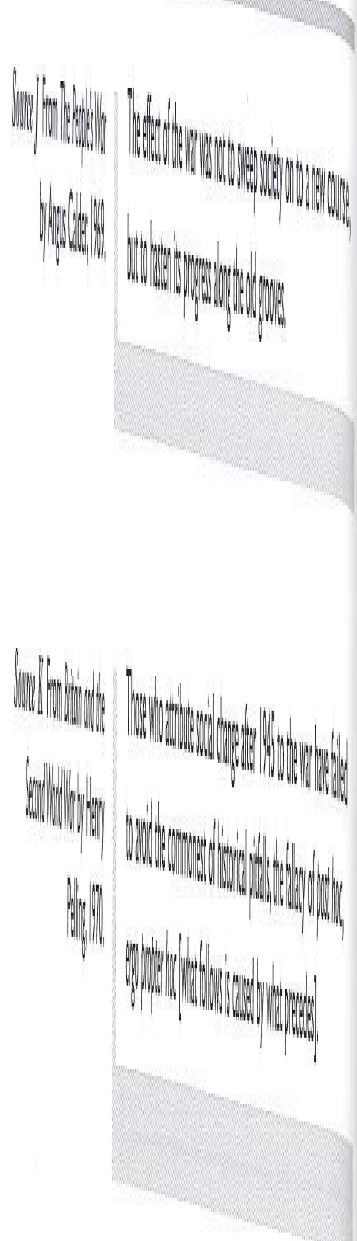 Source J From The People's War
by Angus Calder, 1969.
The effect of the war was not to sweep society on to a new course,
but to hasten its progress along the old grooves.
Source K From Britain and the
Second World War by Henry
Pelling, 1970.
Those who attribute social change after 1945 to the war have failed
to avoid the commonest of historical pitfalls, the fallacy of post hoc,
ergo propter hoc [what follows is caused by what precedes].